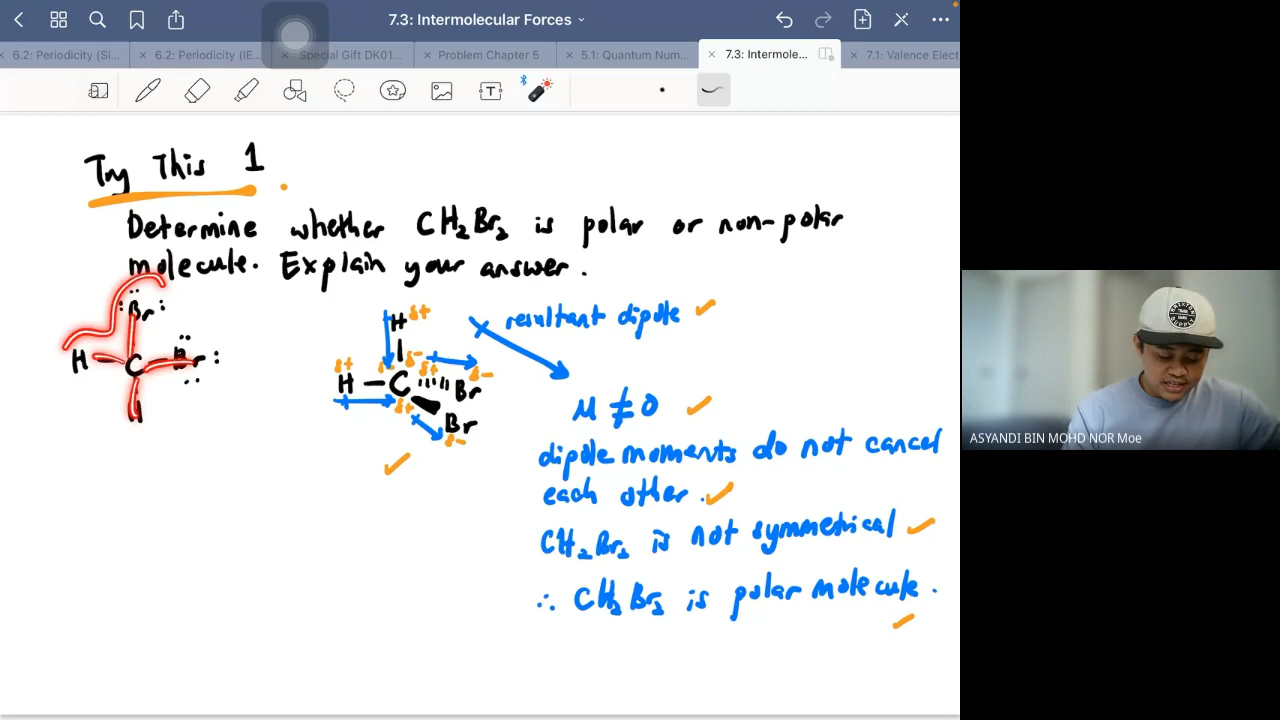 7.3: Intermolecular Forces
6.2: Periodicity (Si...
6.2: Periodicity (IE...
Special Gift DK01...
Problem Chapter 5
5.1: Quantum Num...
7.3: Intermole...
7.1: Valence Elect
Try This 1
Determine whether CH₂Br₂ is polar or non-polar
molecule. Explain your answer.
Br
H C Br
H
H δ+
δ+ δ- δ- δ+ δ-
H C Br
δ+ Br
δ-
resultant dipole ✓
μ ≠ 0 ✓
dipole moments do not cancel
each other. ✓
CH₂Br₂ is not symmetrical ✓
∴ CH₂Br₂ is polar molecule.
ASYANDI BIN MOHD NOR Moe